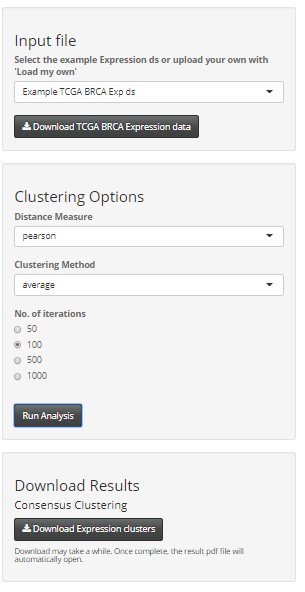 Input file
Select the example Expression ds or upload your own with
'Load my own'
Example TCGA BRCA Exp ds
Download TCGA BRCA Expression data
Clustering Options
Distance Measure
pearson
Clustering Method
average
No. of iterations
50
100
500
1000
Run Analysis
Download Results
Consensus Clustering
Download Expression clusters
Download may take a while. Once complete, the result pdf file will
automatically open.